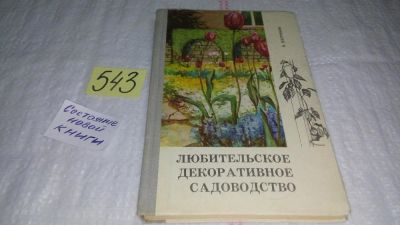 543
Состояние
новой
книги
ЛЮБИТЕЛЬСКОЕ
ДЕКОРАТИВНОЕ
САДОВОДСТВО